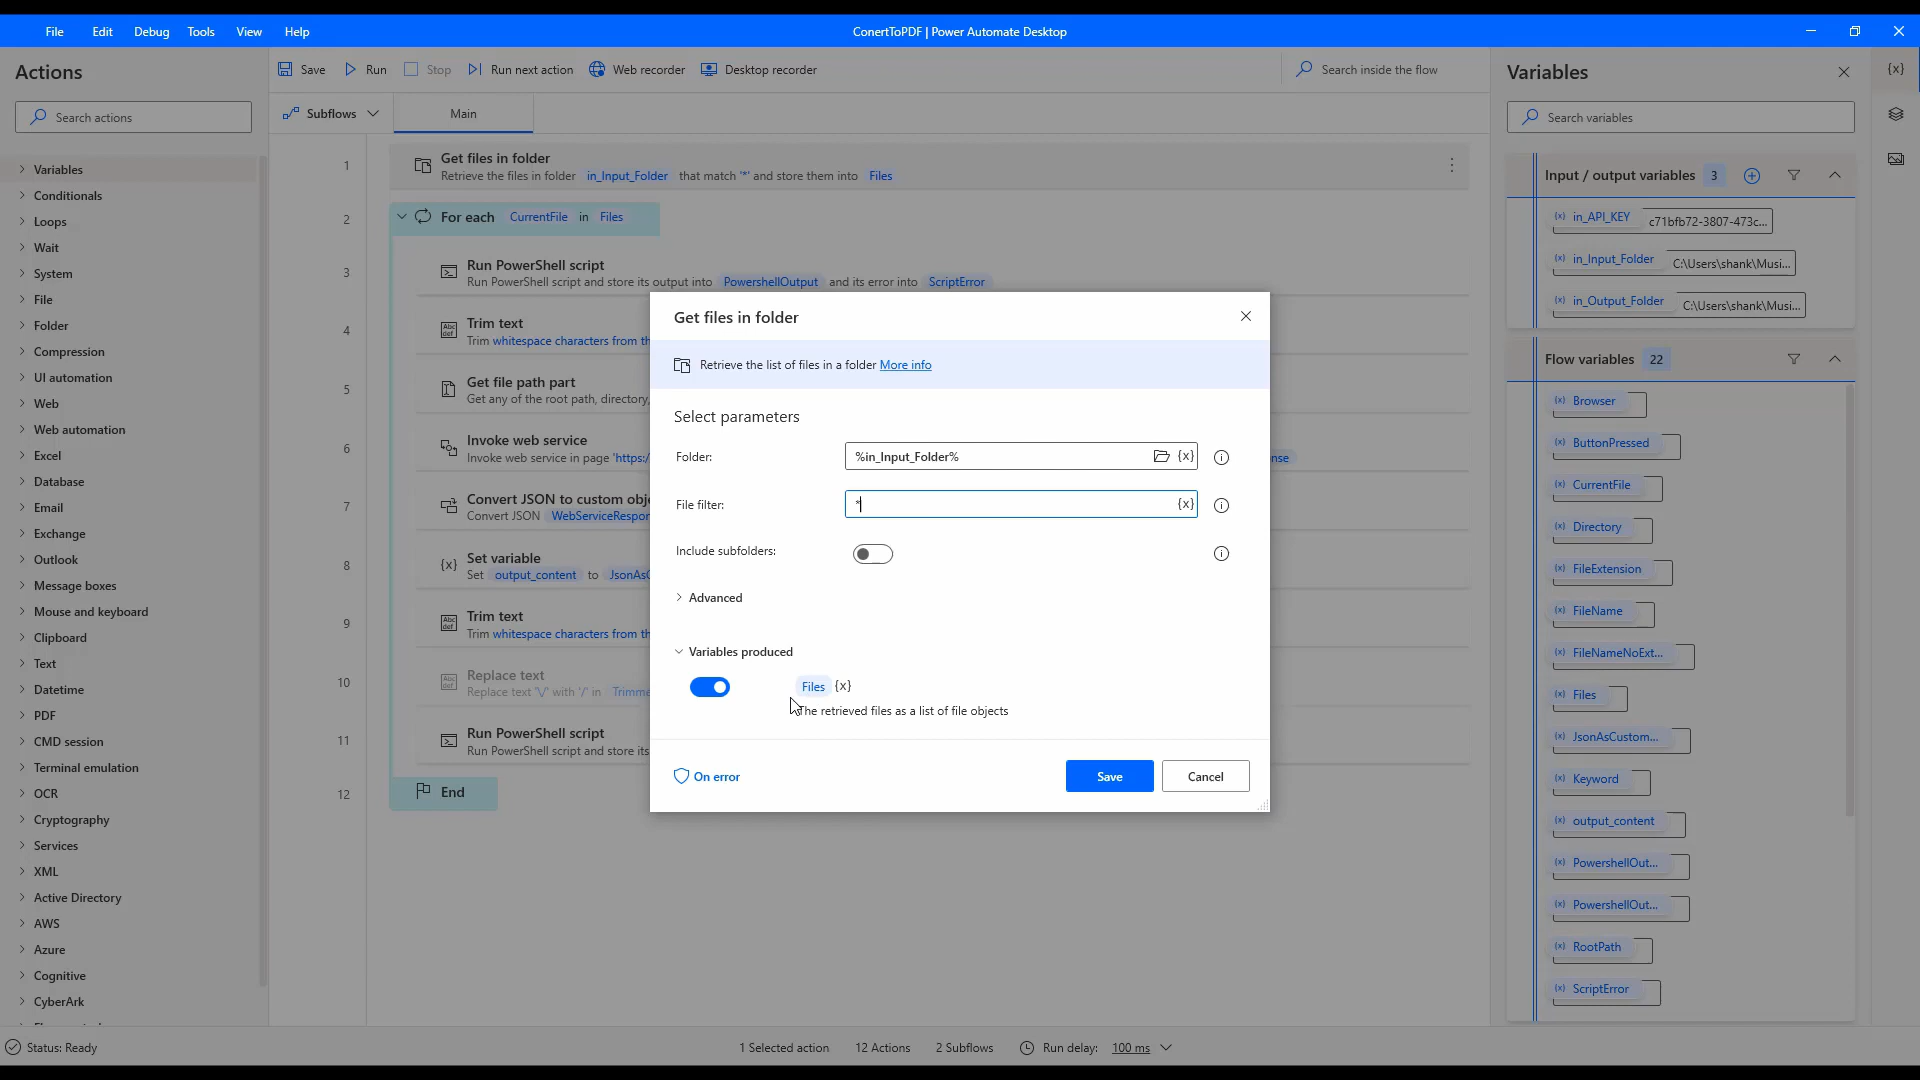 File Edit Debug Tools View Help
ConertToPDF | Power Automate Desktop
Actions
Search actions
Variables
Conditionals
Loops
Wait
System
File
Folder
Compression
UI automation
Web
Web automation
Excel
Database
Email
Exchange
Outlook
Message boxes
Mouse and keyboard
Clipboard
Text
Datetime
PDF
CMD session
Terminal emulation
OCR
Cryptography
Services
XML
Active Directory
AWS
Azure
Cognitive
CyberArk
Save Run Stop Run next action Web recorder Desktop recorder
Search inside the flow
Subflows Main
1 Get files in folder
Retrieve the files in folder in_Input_Folder that match '*' and store them into Files
2 For each CurrentFile in Files
3 Run PowerShell script
Run PowerShell script and store its output into PowershellOutput and its error into ScriptError
4 Trim text
Trim whitespace characters from th
5 Get file path part
Get any of the root path, directory,
6 Invoke web service
Invoke web service in page 'https:/ nse
7 Convert JSON to custom obje
Convert JSON WebServiceRespor
8 {x} Set variable
Set output_content to JsonAsC
9 Trim text
Trim whitespace characters from th
10 Replace text
Replace text '\/' with '/' in Trimme
11 Run PowerShell script
Run PowerShell script and store its
12 End
Get files in folder
Retrieve the list of files in a folder More info
Select parameters
Folder: %in_Input_Folder% {x}
File filter: * {x}
Include subfolders:
Advanced
Variables produced
Files {x}
The retrieved files as a list of file objects
On error Save Cancel
Variables {x}
Search variables
Input / output variables 3
in_API_KEY c71bfb72-3807-473c...
in_Input_Folder C:\Users\shank\Musi...
in_Output_Folder C:\Users\shank\Musi...
Flow variables 22
Browser
ButtonPressed
CurrentFile
Directory
FileExtension
FileName
FileNameNoExt...
Files
JsonAsCustom...
Keyword
output_content
PowershellOut...
PowershellOut...
RootPath
ScriptError
Status: Ready 1 Selected action 12 Actions 2 Subflows Run delay: 100 ms